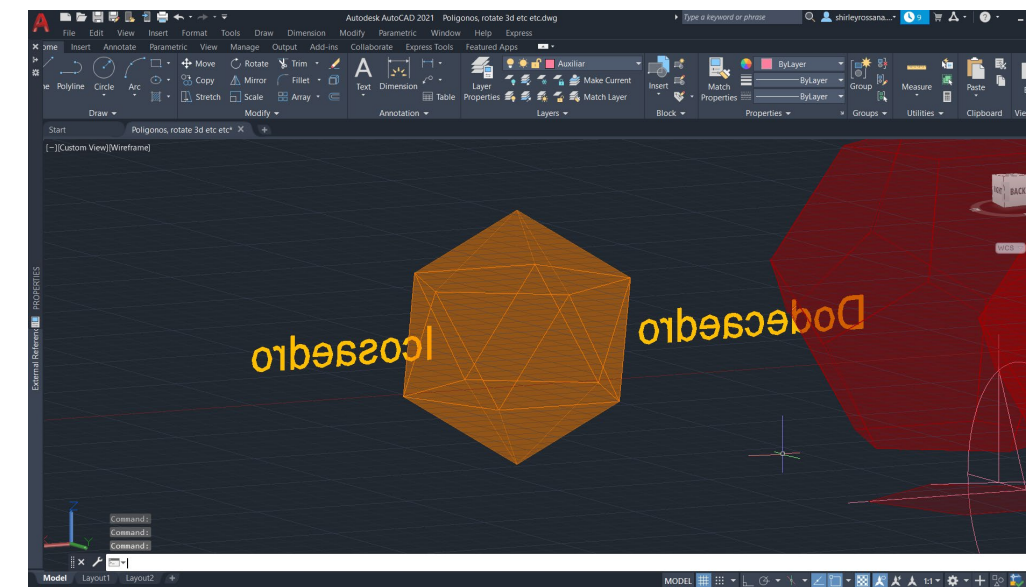 Autodesk AutoCAD 2021 Poligonos, rotate 3d etc etc.dwg
Type a keyword or phrase
shirleyrossana....
9
File Edit View Insert Format Tools Draw Dimension Modify Parametric Window Help Express
ome Insert Annotate Parametric View Manage Output Add-ins Collaborate Express Tools Featured Apps
Move Rotate Trim
Copy Mirror Fillet
Stretch Scale Array
Polyline Circle Arc
Text Dimension
Table
Layer Properties
Auxiliar
Make Current
Match Layer
Insert
Match Properties
ByLayer
ByLayer
ByLayer
Group
Measure
Paste
Draw Modify Annotation Layers Block Properties Groups Utilities Clipboard
Start Poligonos, rotate 3d etc etc*
[−][Custom View][Wireframe]
BACK
WCS
PROPERTIES
Icosaedro
Dodecaedro
Z
Y
Command:
Command:
Command:
Model Layout1 Layout2 +
MODEL
1:1